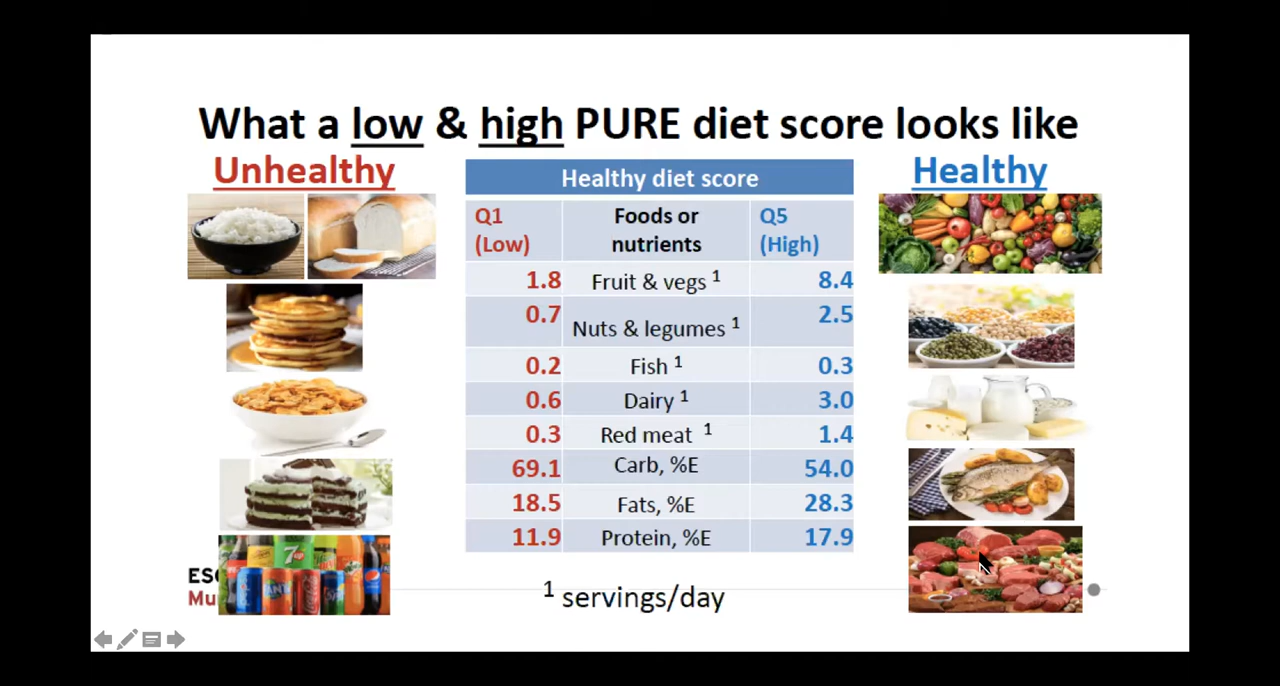 What a low & high PURE diet score looks like
Unhealthy
Healthy
Healthy diet score
Q1 (Low)
Foods or nutrients
Q5 (High)
1.8 Fruit & vegs ¹ 8.4
0.7 Nuts & legumes ¹ 2.5
0.2 Fish ¹ 0.3
0.6 Dairy ¹ 3.0
0.3 Red meat ¹ 1.4
69.1 Carb, %E 54.0
18.5 Fats, %E 28.3
11.9 Protein, %E 17.9
7UP
¹ servings/day